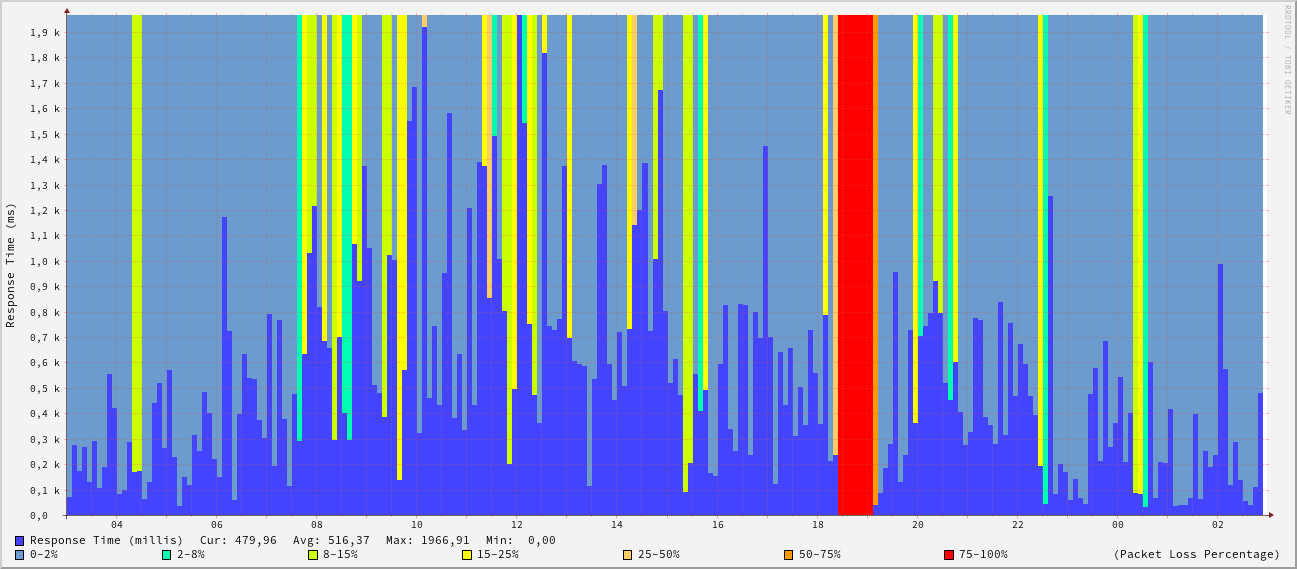 RRDTOOL / TOBI OETIKER
Response Time (ms)
1,9 k
1,8 k
1,7 k
1,6 k
1,5 k
1,4 k
1,3 k
1,2 k
1,1 k
1,0 k
0,9 k
0,8 k
0,7 k
0,6 k
0,5 k
0,4 k
0,3 k
0,2 k
0,1 k
0,0
04 06 08 10 12 14 16 18 20 22 00 02
Response Time (millis) Cur: 479,96 Avg: 516,37 Max: 1966,91 Min: 0,00
0-2% 2-8% 8-15% 15-25% 25-50% 50-75% 75-100% (Packet Loss Percentage)